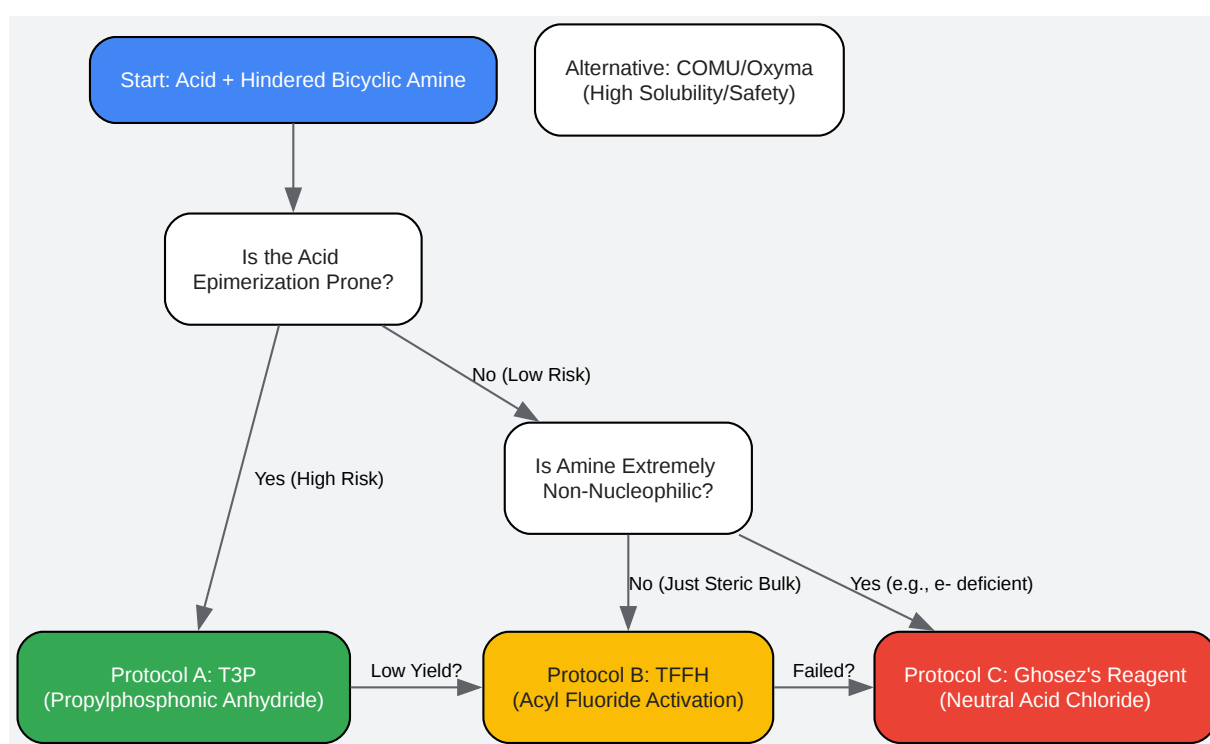 Start: Acid + Hindered Bicyclic Amine
Alternative: COMU/Oxyma
(High Solubility/Safety)
Is the Acid
Epimerization Prone?
No (Low Risk)
Is Amine Extremely
Non-Nucleophilic?
Yes (High Risk)
No (Just Steric Bulk)
Yes (e.g., e- deficient)
Protocol A: T3P
(Propylphosphonic Anhydride)
Low Yield?
Protocol B: TFFH
(Acyl Fluoride Activation)
Failed?
Protocol C: Ghosez's Reagent
(Neutral Acid Chloride)